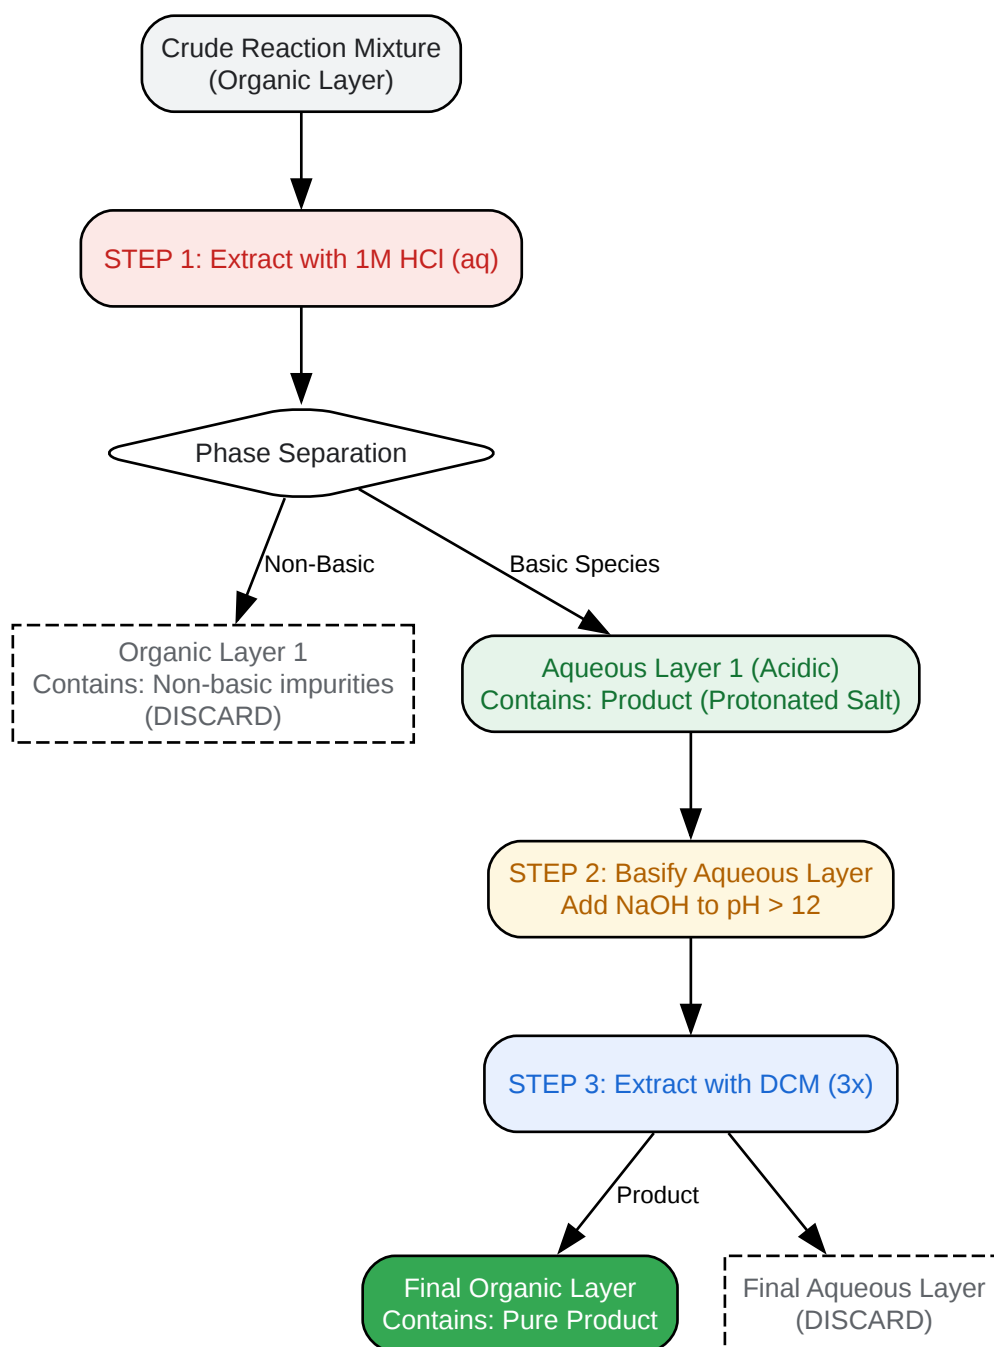 Crude Reaction Mixture
(Organic Layer)
STEP 1: Extract with 1M HCl (aq)
Phase Separation
Non-Basic
Basic Species
Organic Layer 1
Contains: Non-basic impurities
(DISCARD)
Aqueous Layer 1 (Acidic)
Contains: Product (Protonated Salt)
STEP 2: Basify Aqueous Layer
Add NaOH to pH > 12
STEP 3: Extract with DCM (3x)
Product
Final Organic Layer
Contains: Pure Product
Final Aqueous Layer
(DISCARD)